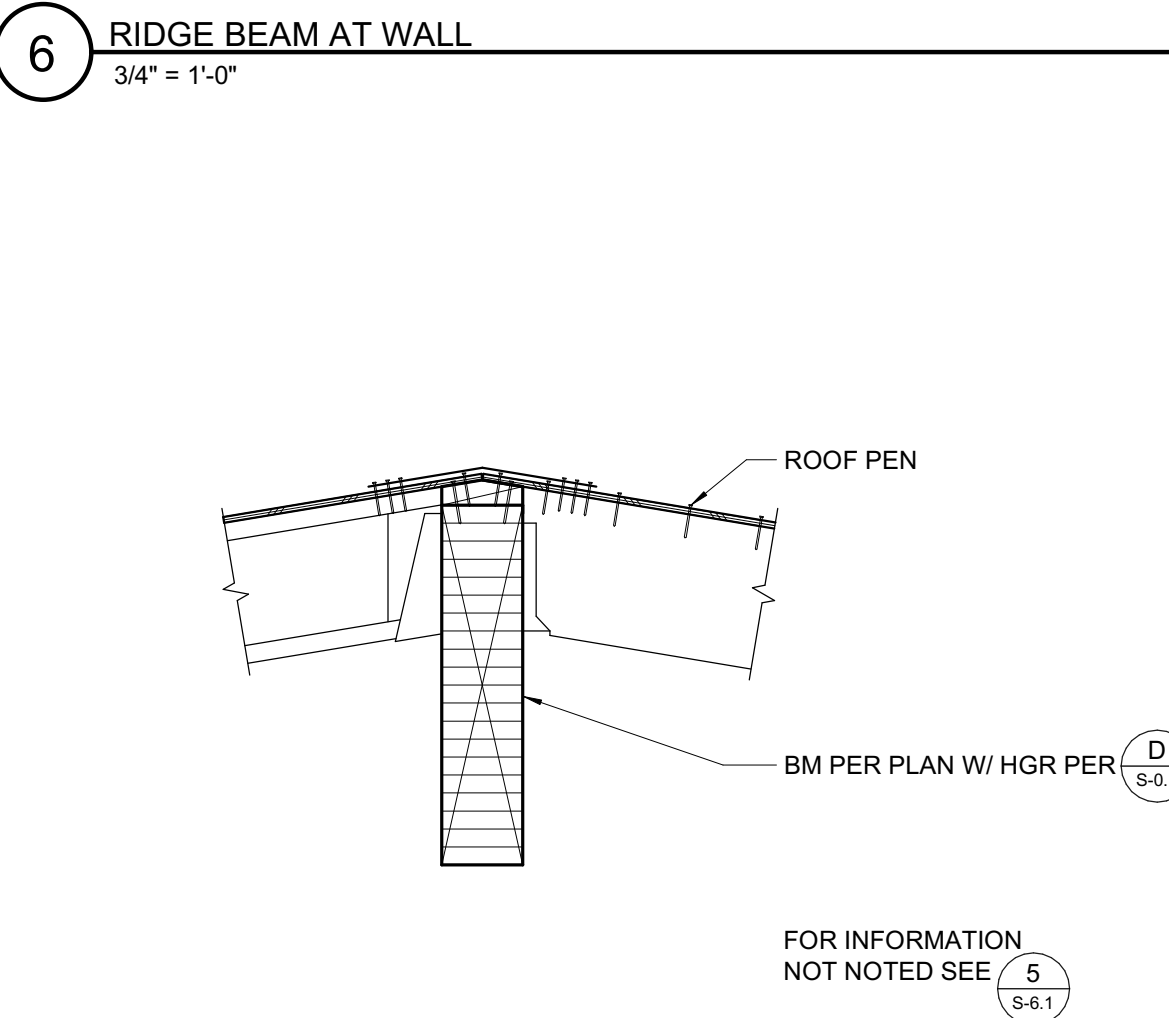 6
RIDGE BEAM AT WALL
3/4" = 1'-0"
ROOF PEN
BM PER PLAN W/ HGR PER
D
S-0.
FOR INFORMATION
NOT NOTED SEE
5
S-6.1